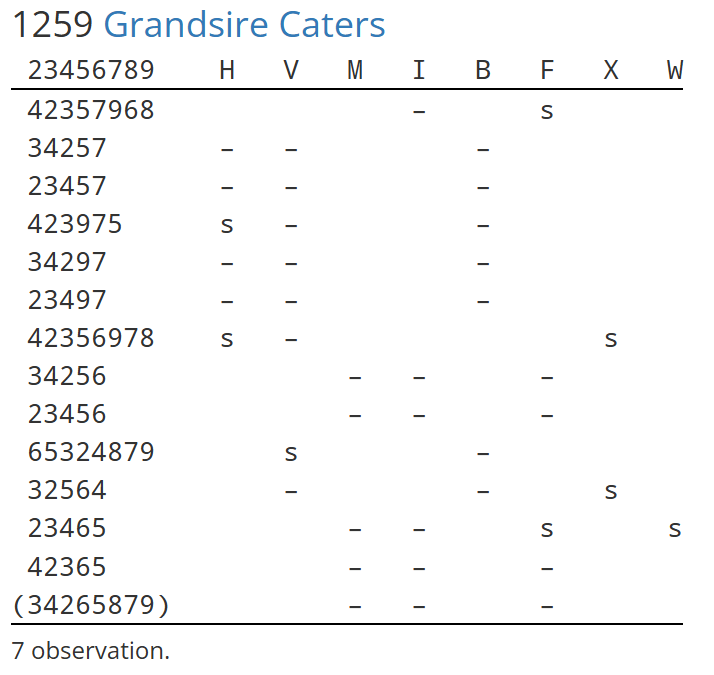 1259 Grandsire Caters
23456789 H V M I B F X W
42357968 – s
34257 – – –
23457 – – –
423975 s – –
34297 – – –
23497 – – –
42356978 s – s
34256 – – –
23456 – – –
65324879 s –
32564 – – s
23465 – – s s
42365 – – –
(34265879) – – –
7 observation.